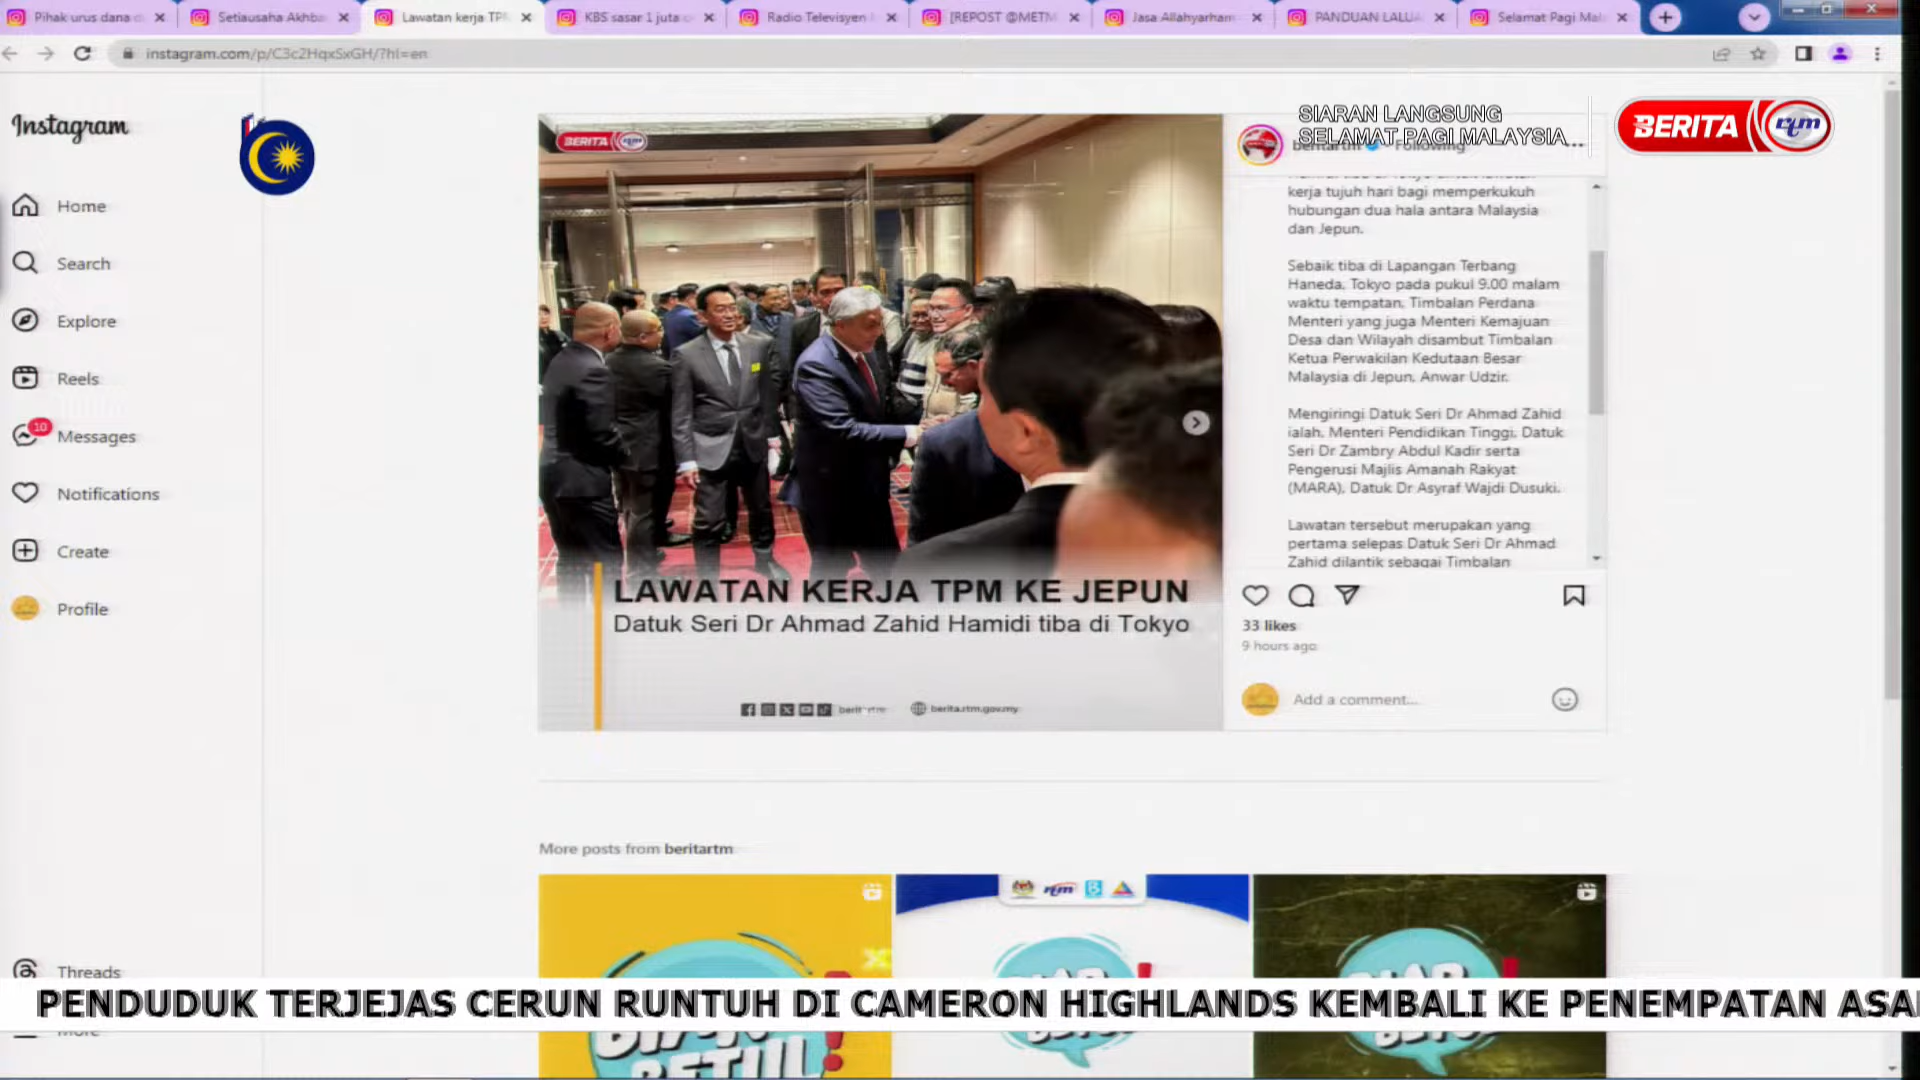 Pihak urus dana d
Setiausaha Akhba
Lawatan kerja TP
KBS sasar 1 juta
Radio Televisyen
[REPOST @METM
Jasa Allahyarham
PANDUAN LALU
Selamat Pagi Mal
instagram.com/p/C3c2HqxSxGH/?hl=en
Instagram
Home
Search
Explore
Reels
10
Messages
Notifications
Create
Profile
Threads
More
BERITA rtm
SIARAN LANGSUNG
SELAMAT PAGI MALAYSIA
BERITA rtm
beritartm Following
kerja tujuh hari bagi memperkukuh
hubungan dua hala antara Malaysia
dan Jepun.
Sebaik tiba di Lapangan Terbang
Haneda, Tokyo pada pukul 9.00 malam
waktu tempatan, Timbalan Perdana
Menteri yang juga Menteri Kemajuan
Desa dan Wilayah disambut Timbalan
Ketua Perwakilan Kedutaan Besar
Malaysia di Jepun, Anwar Udzir.
Mengiringi Datuk Seri Dr Ahmad Zahid
ialah, Menteri Pendidikan Tinggi, Datuk
Seri Dr Zambry Abdul Kadir serta
Pengerusi Majlis Amanah Rakyat
(MARA), Datuk Dr Asyraf Wajdi Dusuki.
Lawatan tersebut merupakan yang
pertama selepas Datuk Seri Dr Ahmad
Zahid dilantik sebagai Timbalan
33 likes
9 hours ago
Add a comment...
LAWATAN KERJA TPM KE JEPUN
Datuk Seri Dr Ahmad Zahid Hamidi tiba di Tokyo
berita.rtm.gov.my
More posts from beritartm
rtm
PENDUDUK TERJEJAS CERUN RUNTUH DI CAMERON HIGHLANDS KEMBALI KE PENEMPATAN ASA
BETUL!